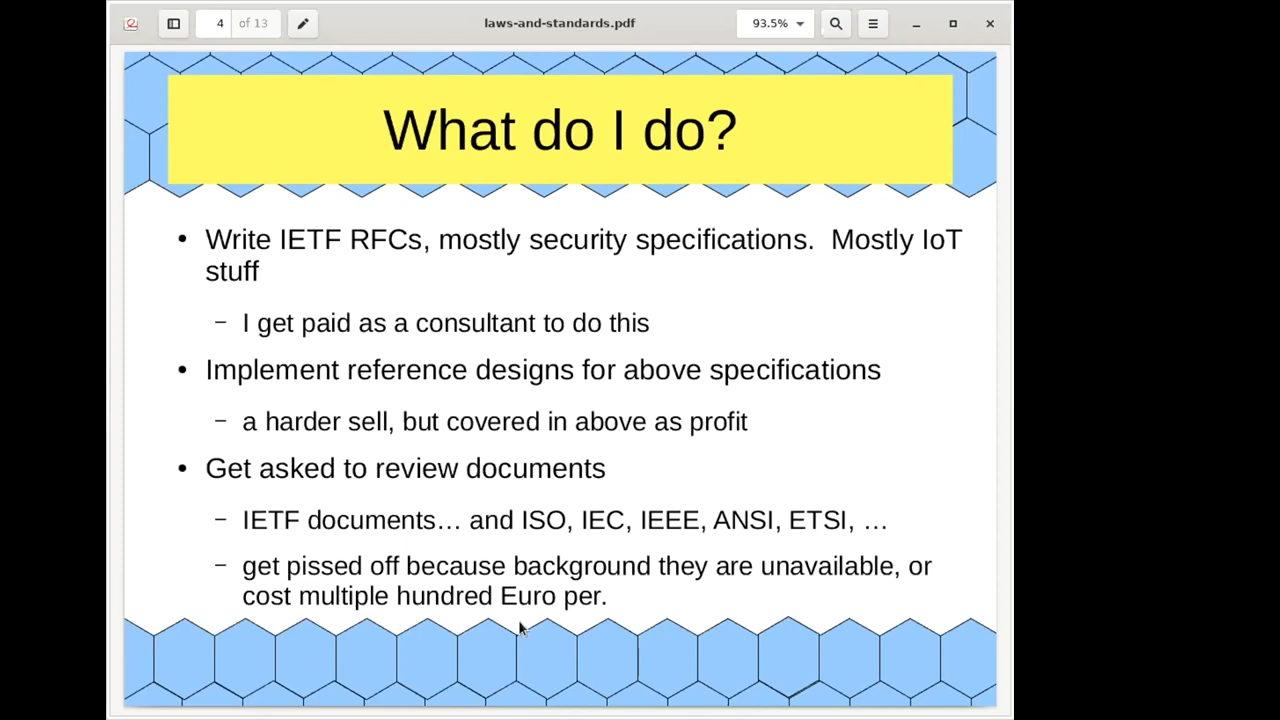 4 of 13
laws-and-standards.pdf
93.5%
What do I do?
• Write IETF RFCs, mostly security specifications.  Mostly IoT
stuff
– I get paid as a consultant to do this
• Implement reference designs for above specifications
– a harder sell, but covered in above as profit
• Get asked to review documents
– IETF documents… and ISO, IEC, IEEE, ANSI, ETSI, …
– get pissed off because background they are unavailable, or
cost multiple hundred Euro per.